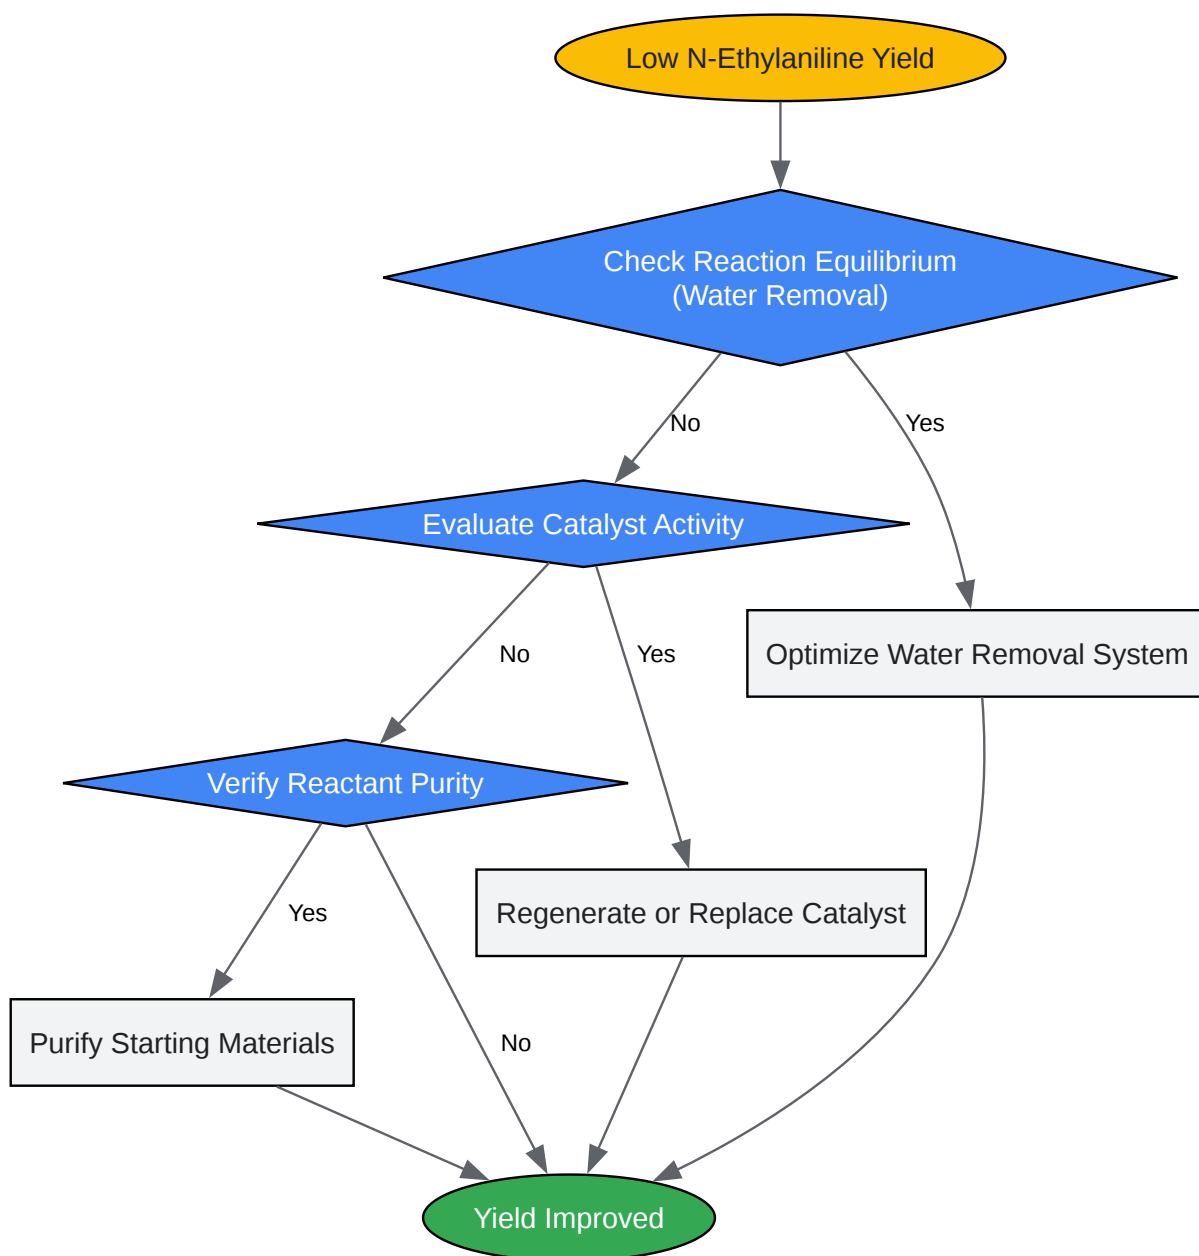 Low N-Ethylaniline Yield
Check Reaction Equilibrium
(Water Removal)
No
Yes
Evaluate Catalyst Activity
No
Yes
Optimize Water Removal System
Verify Reactant Purity
Yes
Regenerate or Replace Catalyst
Purify Starting Materials
No
Yield Improved